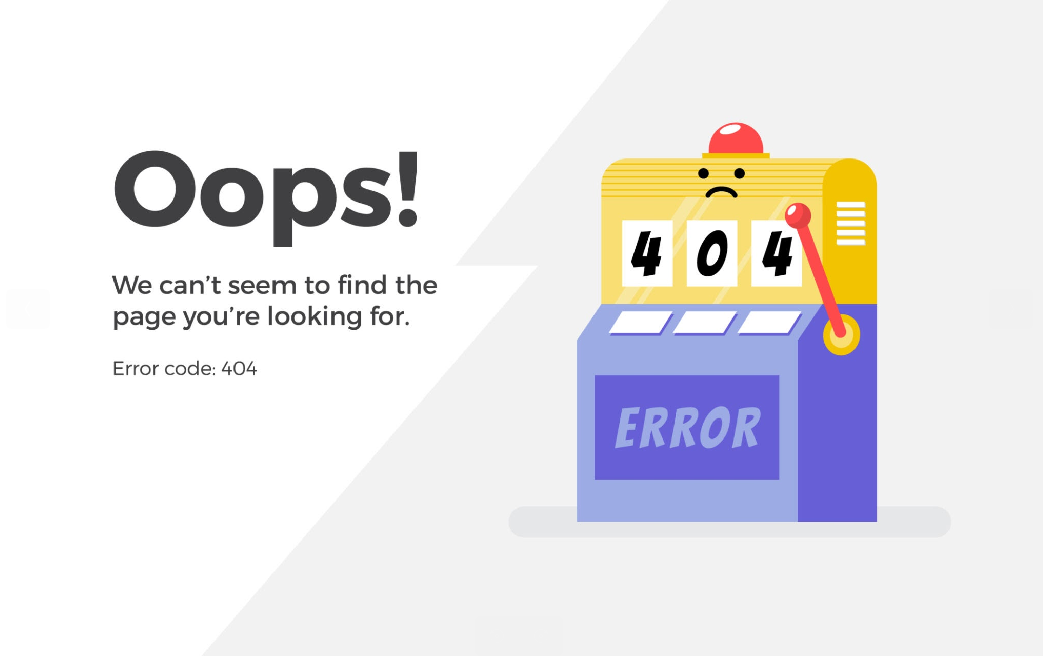 Oops!
We can't seem to find the
page you're looking for.
Error code: 404
4 0 4
ERROR